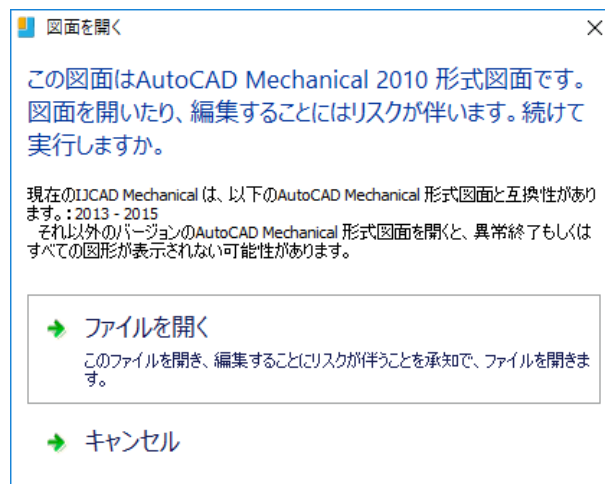 図面を開く
この図面はAutoCAD Mechanical 2010 形式図面です。
図面を開いたり、編集することにはリスクが伴います。続けて
実行しますか。
現在のIJCAD Mechanical は、以下のAutoCAD Mechanical 形式図面と互換性があり
ます。: 2013 - 2015
それ以外のバージョンのAutoCAD Mechanical 形式図面を開くと、異常終了もしくは
すべての図形が表示されない可能性があります。
ファイルを開く
このファイルを開き、編集することにリスクが伴うことを承知で、ファイルを開きま
す。
キャンセル